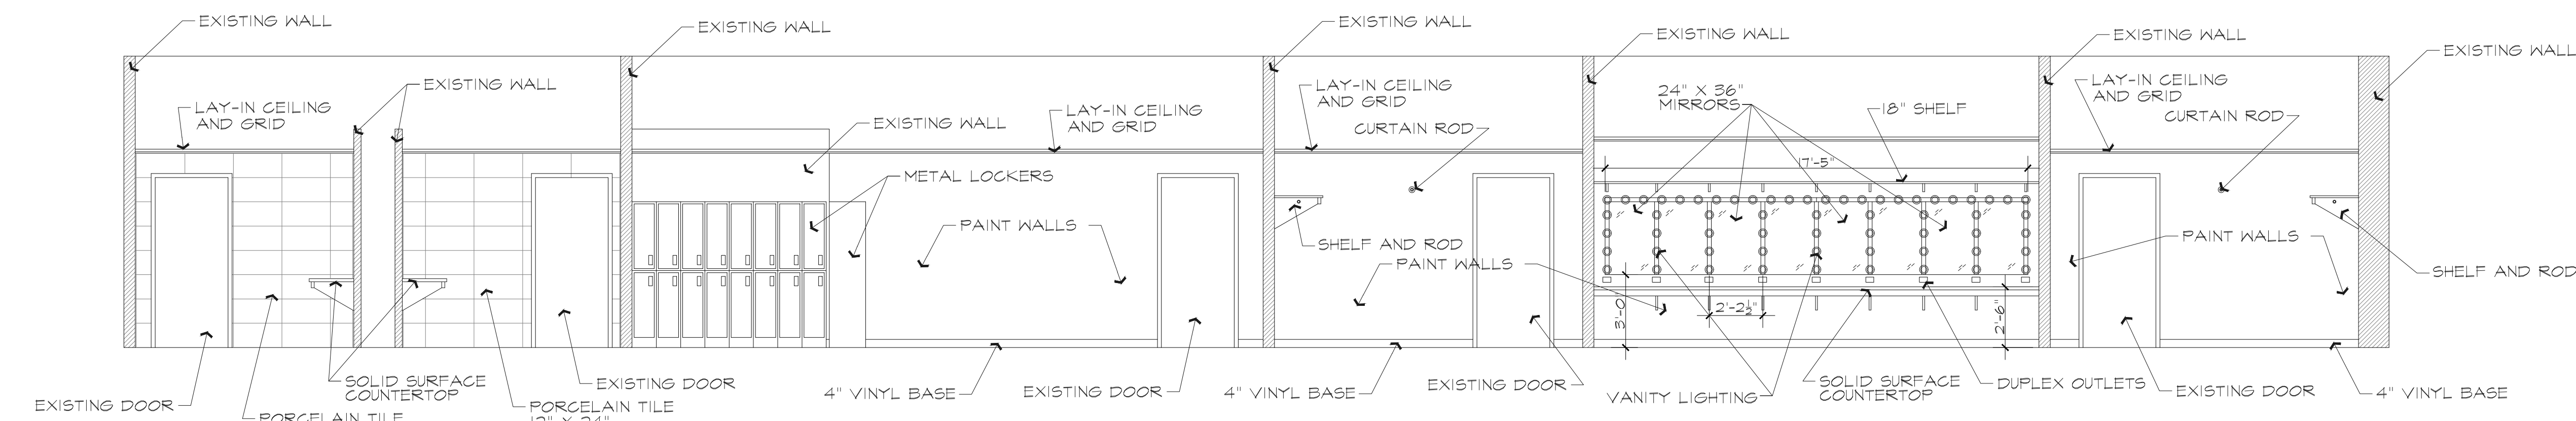 EXISTING WALL
EXISTING WALL
EXISTING WALL
EXISTING WALL
EXISTING WALL
EXISTING WALL
EXISTING WALL
LAY-IN CEILING
AND GRID
EXISTING WALL
LAY-IN CEILING
AND GRID
LAY-IN CEILING
AND GRID
CURTAIN ROD
24" X 36"
MIRRORS
18" SHELF
LAY-IN CEILING
AND GRID
CURTAIN ROD
METAL LOCKERS
17'-5"
PAINT WALLS
SHELF AND ROD
PAINT WALLS
PAINT WALLS
SHELF AND ROD
3'-0
2'-2½"
2'-6"
EXISTING DOOR
PORCELAIN TILE
SOLID SURFACE
COUNTERTOP
PORCELAIN TILE
12" X 24"
EXISTING DOOR
4" VINYL BASE
EXISTING DOOR
4" VINYL BASE
EXISTING DOOR
VANITY LIGHTING
SOLID SURFACE
COUNTERTOP
DUPLEX OUTLETS
EXISTING DOOR
4" VINYL BASE